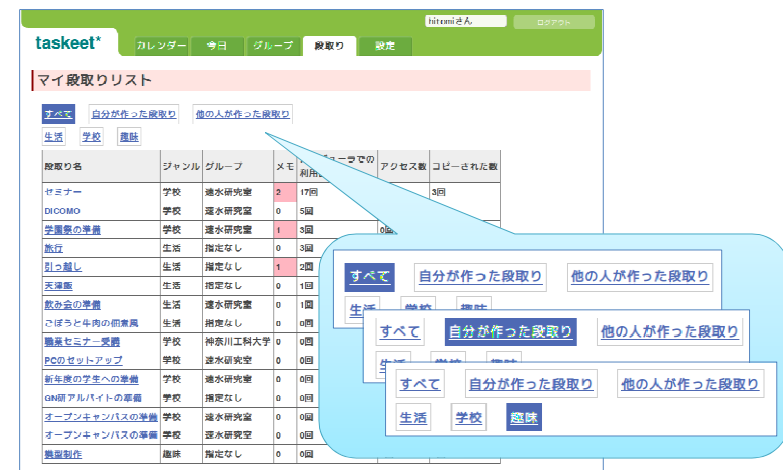 hitomiさん ログアウト
taskeet* カレンダー 今日 グループ 段取り 設定
マイ段取りリスト
すべて 自分が作った段取り 他の人が作った段取り
生活 学校 趣味
段取り名 ジャンル グループ メモ ューラでの利用 アクセス数 コピーされた数
セミナー 学校 速水研究室 2 17回 3回
DICOMO 学校 速水研究室 0 5回
学園祭の準備 学校 速水研究室 1 3回 0回
旅行 生活 指定なし 0 3回
引っ越し 生活 指定なし 1 2回
天津飯 生活 指定なし 0 1回
飲み会の準備 生活 速水研究室 0 1回
ごぼうと牛肉の佃煮風 生活 指定なし 0 0回
職業セミナー受講 学校 神奈川工科大学 0 0回
PCのセットアップ 学校 速水研究室 0 0回
新年度の学生への準備 学校 速水研究室 0 0回
GN研アルバイトの準備 学校 指定なし 0 0回
オープンキャンパスの準備 学校 速水研究室 0 0回
オープンキャンパスの準備 学校 速水研究室 0 0回
模型制作 趣味 指定なし 0 0回
すべて 自分が作った段取り 他の人が作った段取り
生活 学校 趣味
すべて 自分が作った段取り 他の人が作った段取り
すべて 自分が作った段取り 他の人が作った段取り
生活 学校 趣味